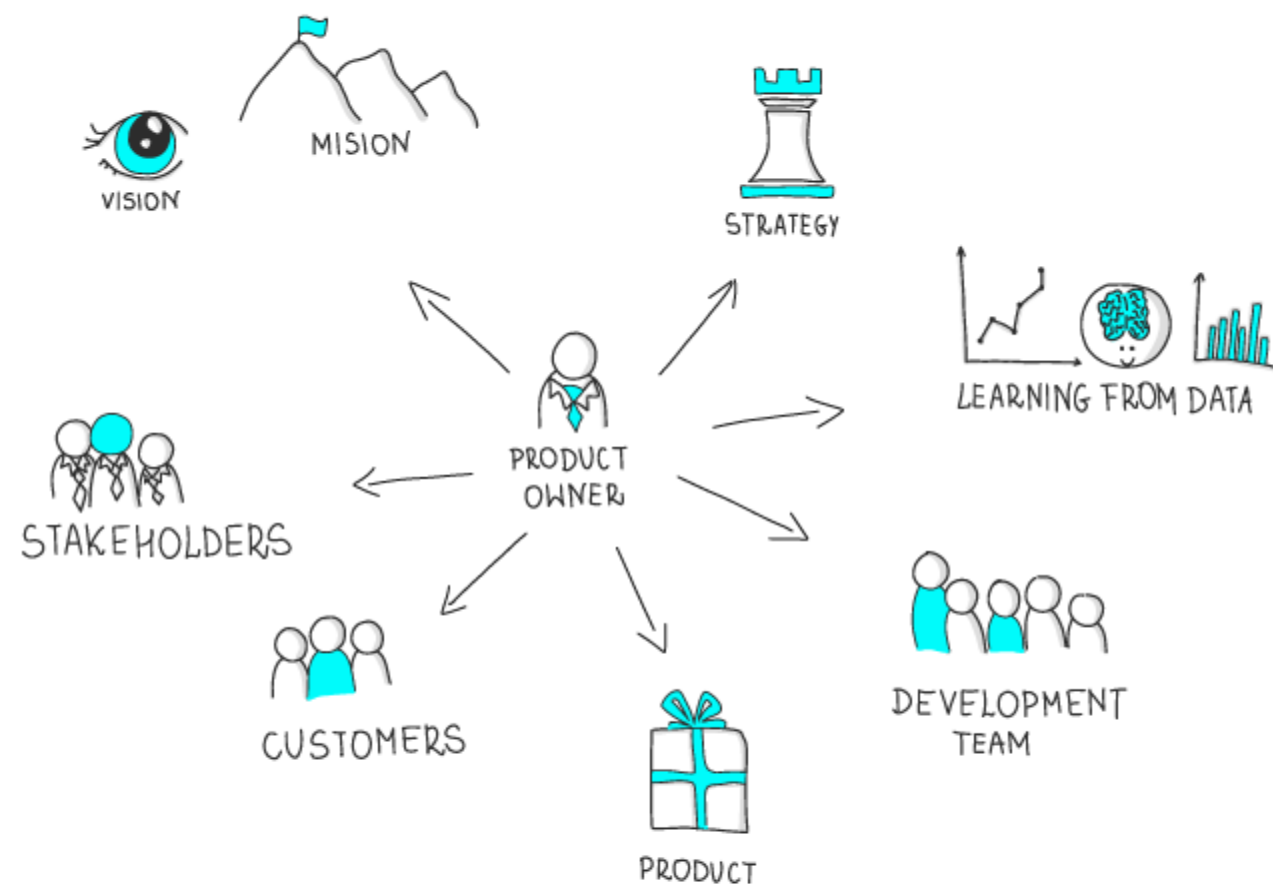 MISION
VISION
STRATEGY
LEARNING FROM DATA
PRODUCT
OWNER
STAKEHOLDERS
CUSTOMERS
DEVELOPMENT
TEAM
PRODUCT